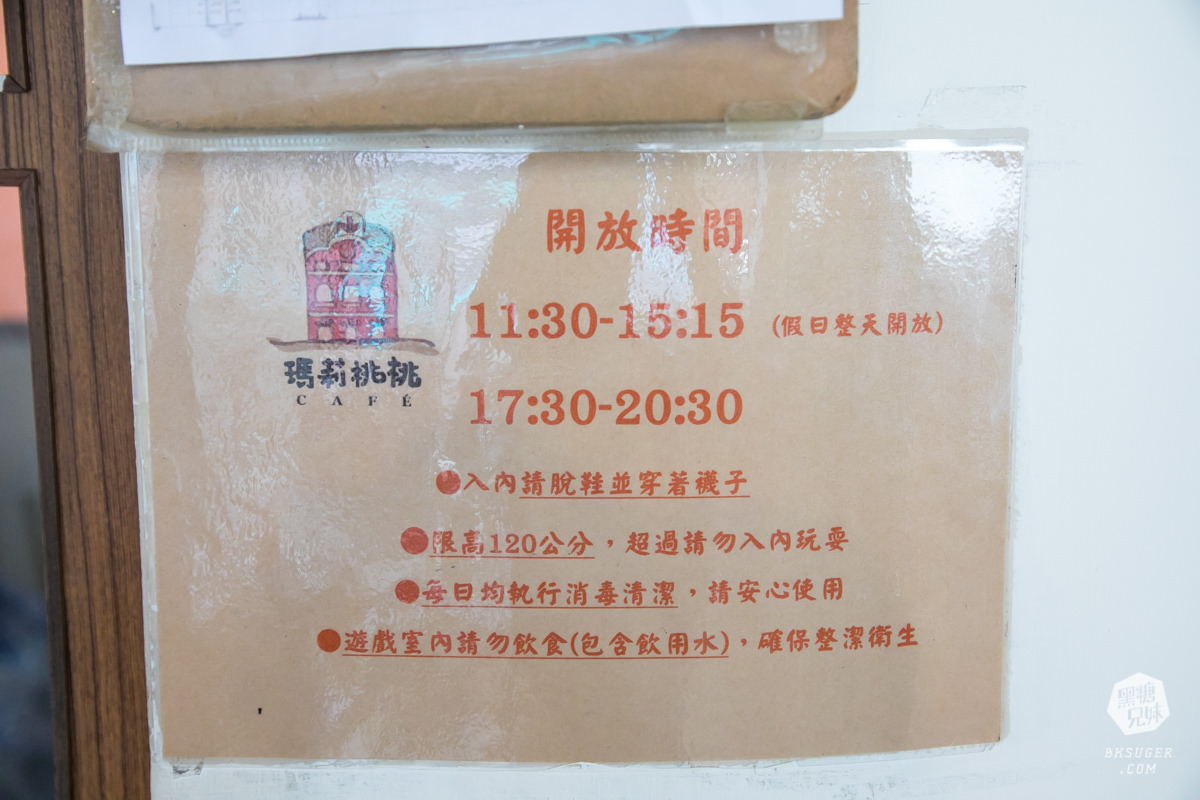 開放時間
11:30-15:15 (假日整天開放)
17:30-20:30
瑪莉桃桃
CAFÉ
●入內請脫鞋並穿著襪子
●限高120公分，超過請勿入內玩耍
●每日均執行消毒清潔，請安心使用
●遊戲室內請勿飲食(包含飲用水)，確保整潔衛生
黑糖
兄妹
BKSUGER
.COM